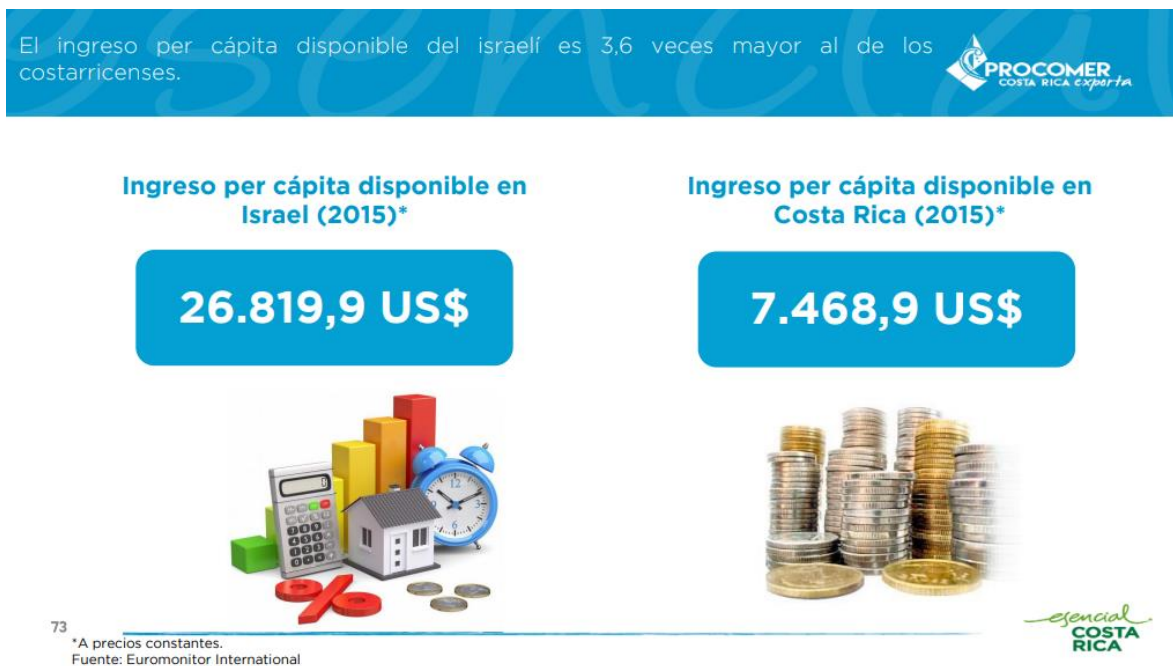 El ingreso per cápita disponible del israelí es 3,6 veces mayor al de los
costarricenses.
PROCOMER
COSTA RICA exporta
Ingreso per cápita disponible en
Israel (2015)*
26.819,9 US$
Ingreso per cápita disponible en
Costa Rica (2015)*
7.468,9 US$
73
*A precios constantes.
Fuente: Euromonitor International
esencial
COSTA
RICA